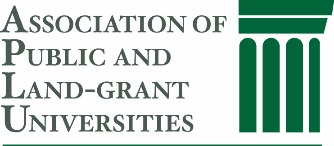 Association of
Public and
Land-grant
Universities